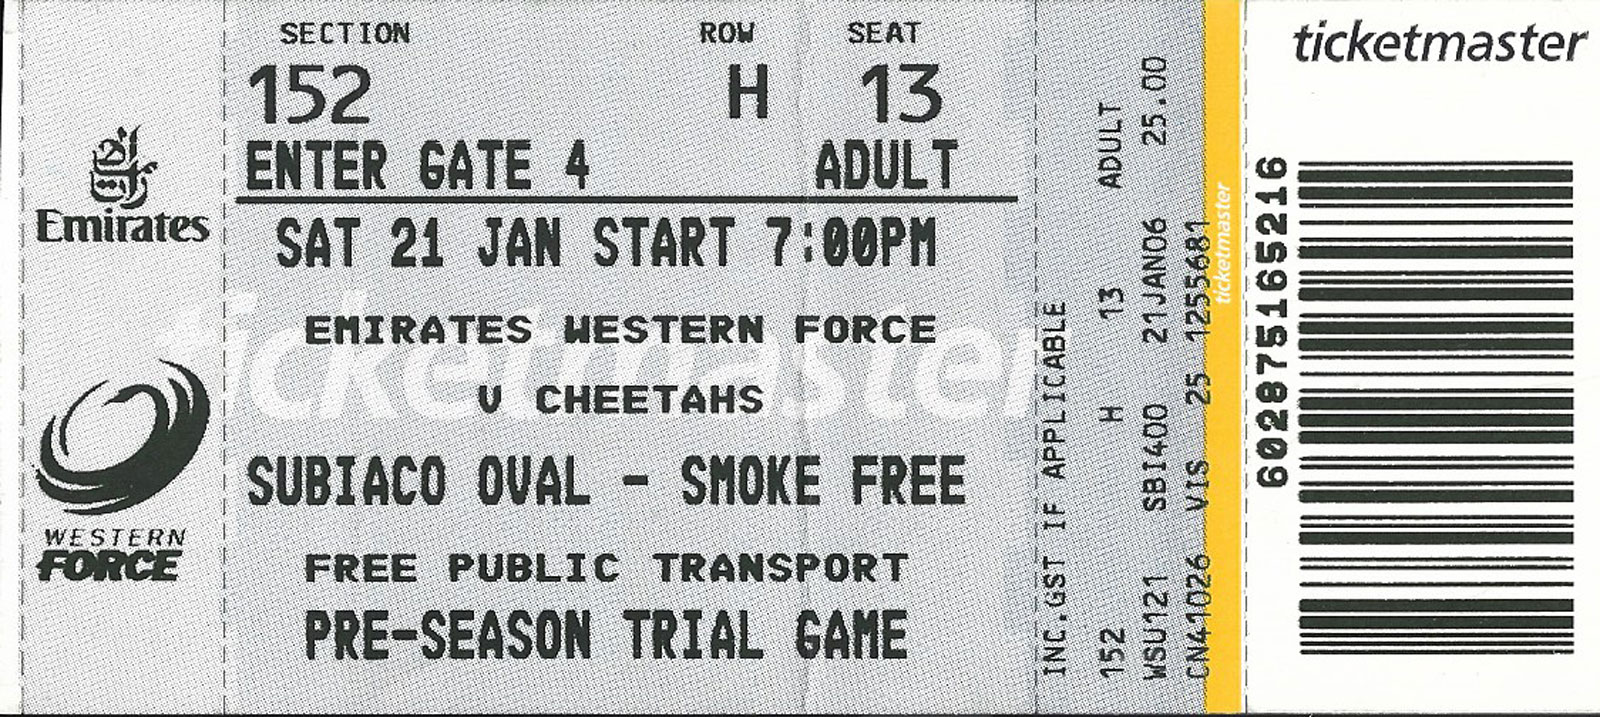 SECTION ROW SEAT
152 H 13
ENTER GATE 4 ADULT
SAT 21 JAN START 7:00PM
EMIRATES WESTERN FORCE
V CHEETAHS
SUBIACO OVAL - SMOKE FREE
FREE PUBLIC TRANSPORT
PRE-SEASON TRIAL GAME
Emirates
WESTERN
FORCE
ticketmaster
INC.GST IF APPLICABLE
152 H 13 ADULT
WSU121 SBI400 21JAN06 25.00
CN41026 VIS 25 1255681
ticketmaster
ticketmaster
602875165216